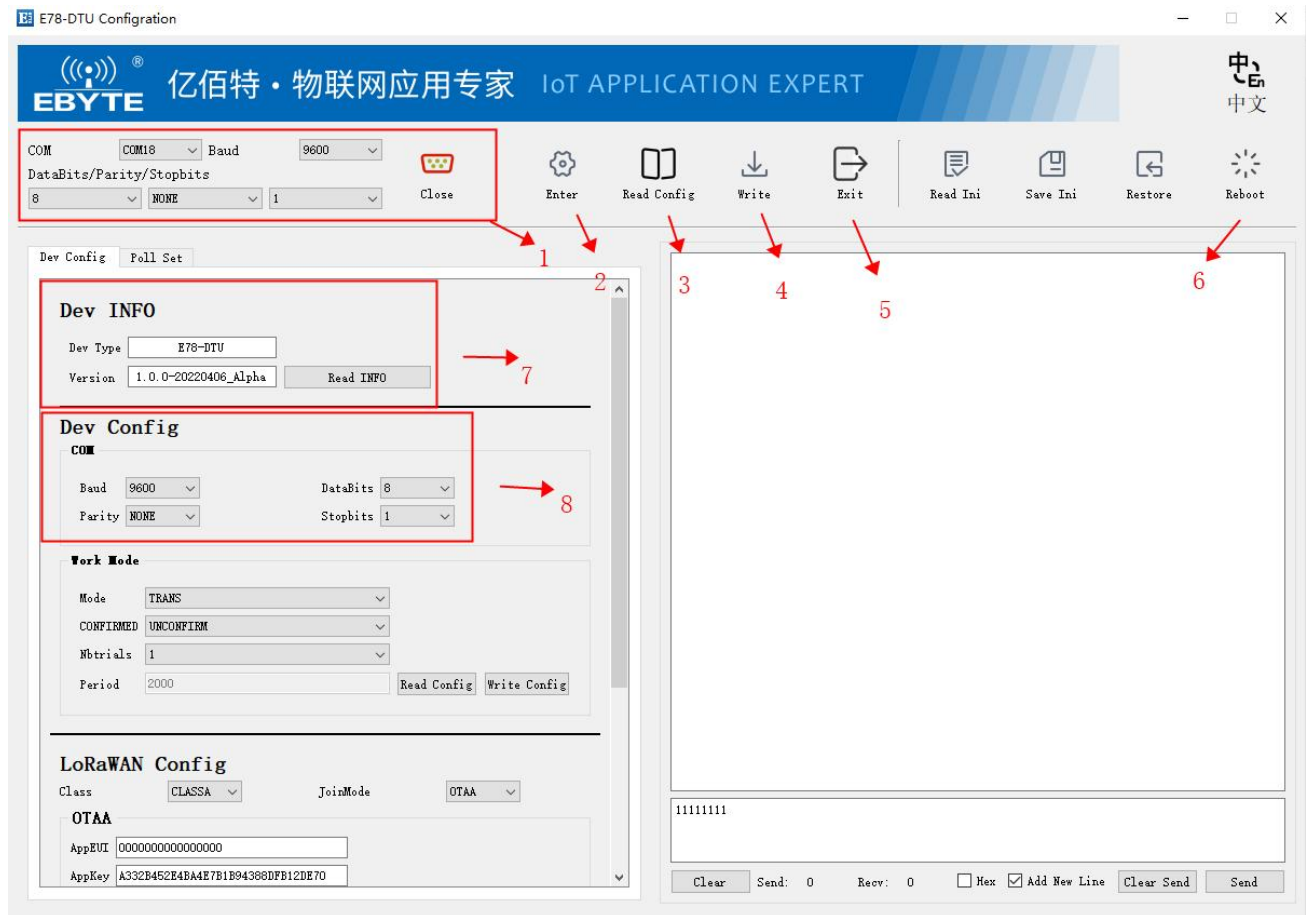 E78-DTU Configration
((·)) ®
EBYTE 亿佰特·物联网应用专家 IoT APPLICATION EXPERT
中 En
中文
COM COM18 Baud 9600
DataBits/Parity/Stopbits
8 NONE 1
Close Enter Read Config Write Exit Read Ini Save Ini Restore Reboot
1 2 3 4 5 6
Dev Config Poll Set
Dev INFO
Dev Type E78-DTU
Version 1.0.0-20220406_Alpha Read INFO
7
Dev Config
COM
Baud 9600 DataBits 8
Parity NONE Stopbits 1
8
Work Mode
Mode TRANS
CONFIRMED UNCONFIRM
Nbtrials 1
Period 2000 Read Config Write Config
LoRaWAN Config
Class CLASSA JoinMode OTAA
OTAA
AppEUI 0000000000000000
AppKey A332B452E4BA4E7B1B94388DFB12DE70
11111111
Clear Send: 0 Recv: 0 Hex Add New Line Clear Send Send